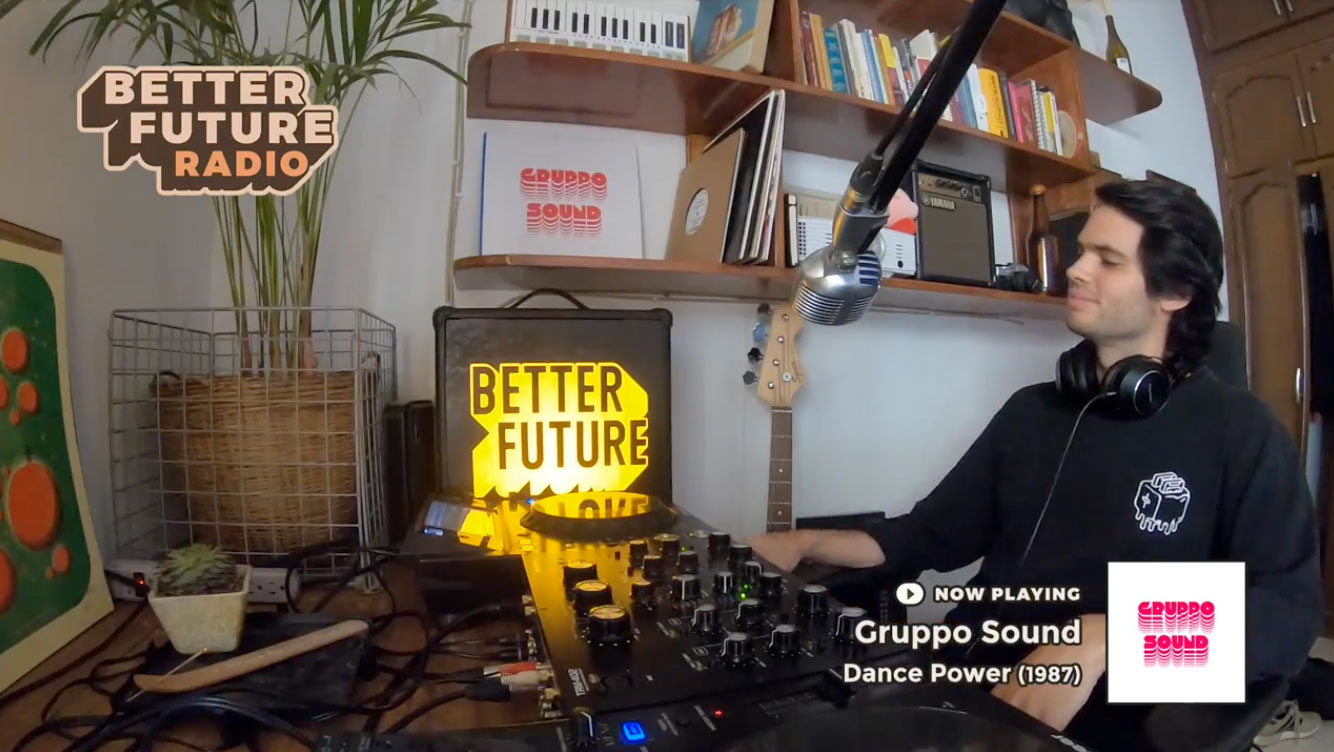 BETTER
FUTURE
RADIO
GRUPPO
SOUND
YAMAHA
BETTER
FUTURE
NOW PLAYING
Gruppo Sound
Dance Power (1987)
GRUPPO
SOUND